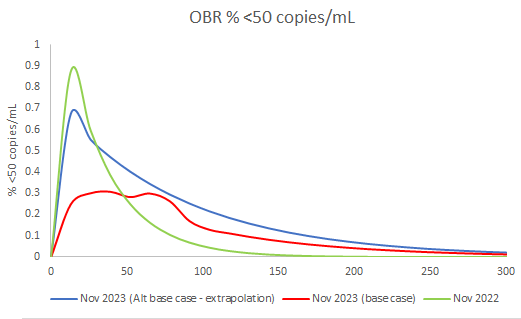 OBR % <50 copies/mL
% <50 copies/mL
1
0.9
0.8
0.7
0.6
0.5
0.4
0.3
0.2
0.1
0
0 50 100 150 200 250 300
Nov 2023 (Alt base case - extrapolation) Nov 2023 (base case) Nov 2022